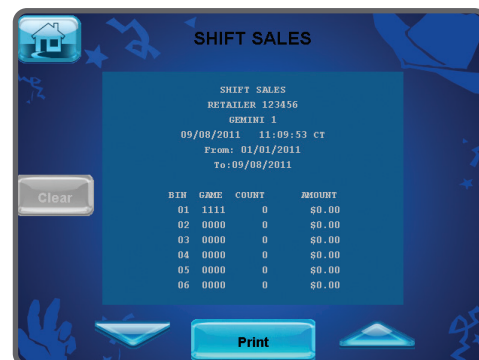 SHIFT SALES
SHIFT SALES
RETAILER 123456
GEMINI 1
09/08/2011 11:09:53 CT
From: 01/01/2011
To:09/08/2011
Clear
BIN GAME COUNT AMOUNT
01 1111 0 $0.00
02 0000 0 $0.00
03 0000 0 $0.00
04 0000 0 $0.00
05 0000 0 $0.00
06 0000 0 $0.00
Print